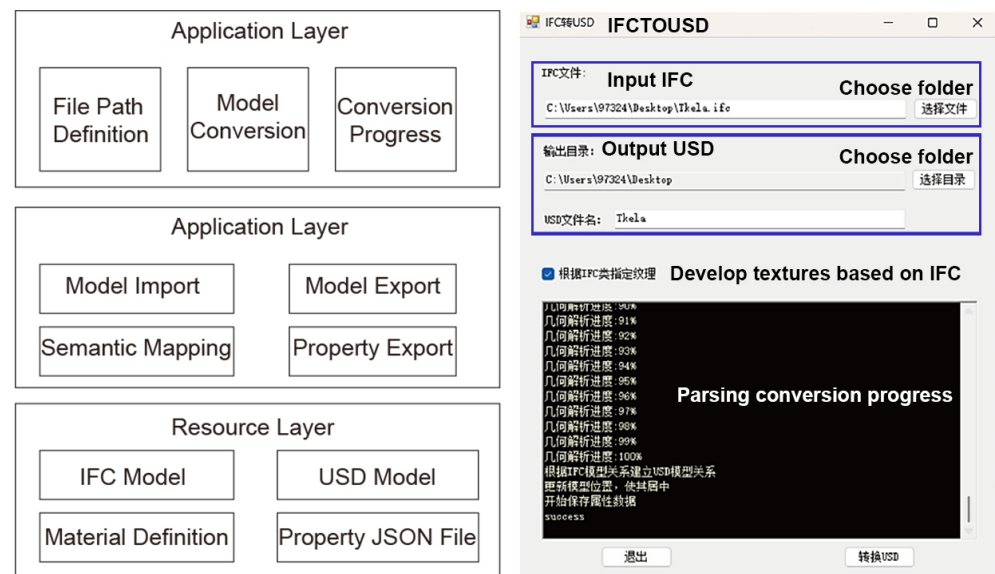 Application Layer
File Path
Definition
Model
Conversion
Conversion
Progress
Application Layer
Model Import
Model Export
Semantic Mapping
Property Export
Resource Layer
IFC Model
USD Model
Material Definition
Property JSON File
IFC转USD IFCTOUSD
IFC文件: Input IFC Choose folder
C:\Users\97324\Desktop\Tkela.ifc 选择文件
输出目录: Output USD Choose folder
C:\Users\97324\Desktop 选择目录
USD文件名: Tkela
根据IFC类指定纹理 Develop textures based on IFC
几何解析进度:90%
几何解析进度:91%
几何解析进度:92%
几何解析进度:93%
几何解析进度:94%
几何解析进度:95%
几何解析进度:96%
Parsing conversion progress
几何解析进度:97%
几何解析进度:98%
几何解析进度:99%
几何解析进度:100%
根据IFC模型关系建立USD模型关系
更新模型位置，使其居中
开始保存属性数据
success
退出 转换USD